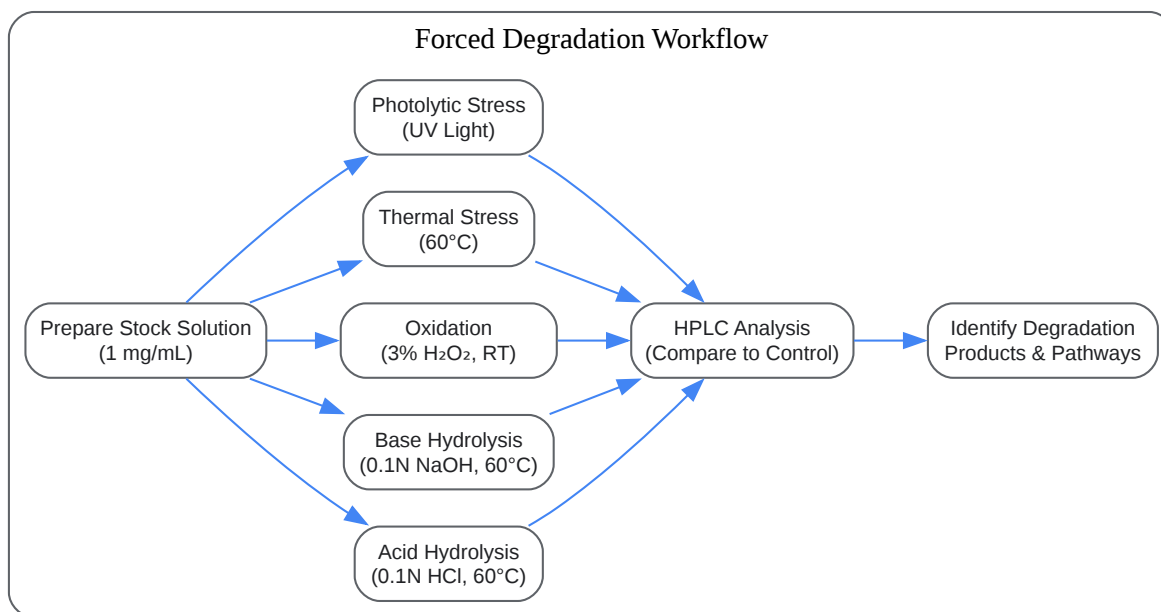 Forced Degradation Workflow
Photolytic Stress
(UV Light)
Thermal Stress
(60°C)
Prepare Stock Solution
(1 mg/mL)
Oxidation
(3% H₂O₂, RT)
HPLC Analysis
(Compare to Control)
Identify Degradation
Products & Pathways
Base Hydrolysis
(0.1N NaOH, 60°C)
Acid Hydrolysis
(0.1N HCl, 60°C)